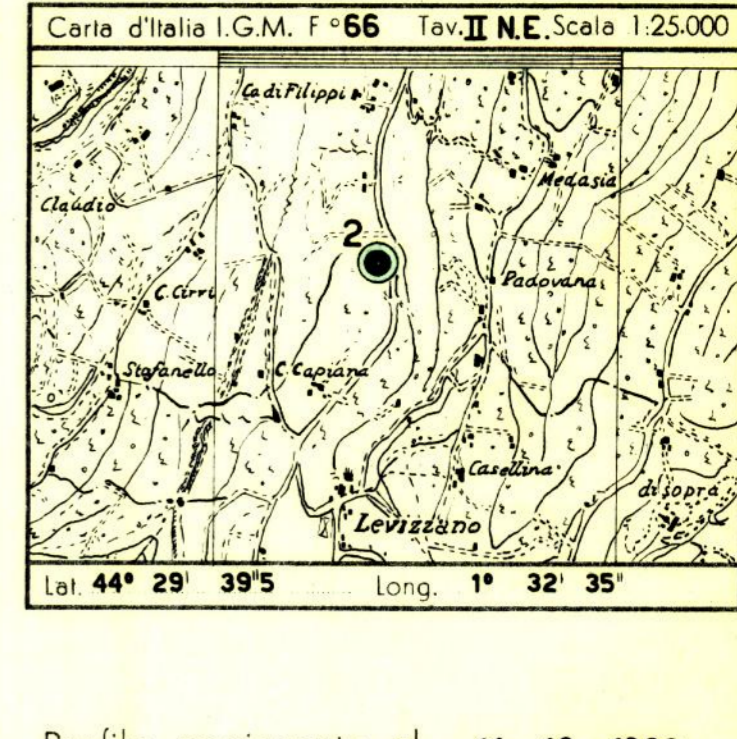 Carta d'Italia I.G.M. F° 66 Tav. II N.E. Scala 1:25.000
Ca di Filippi
Medasia
Claudio
2
C. Cirri
Padovana
Stofanello
C. Capiana
Casellina
di sopra
Levizzano
Lat. 44° 29' 39"5 Long. 1° 32' 35"